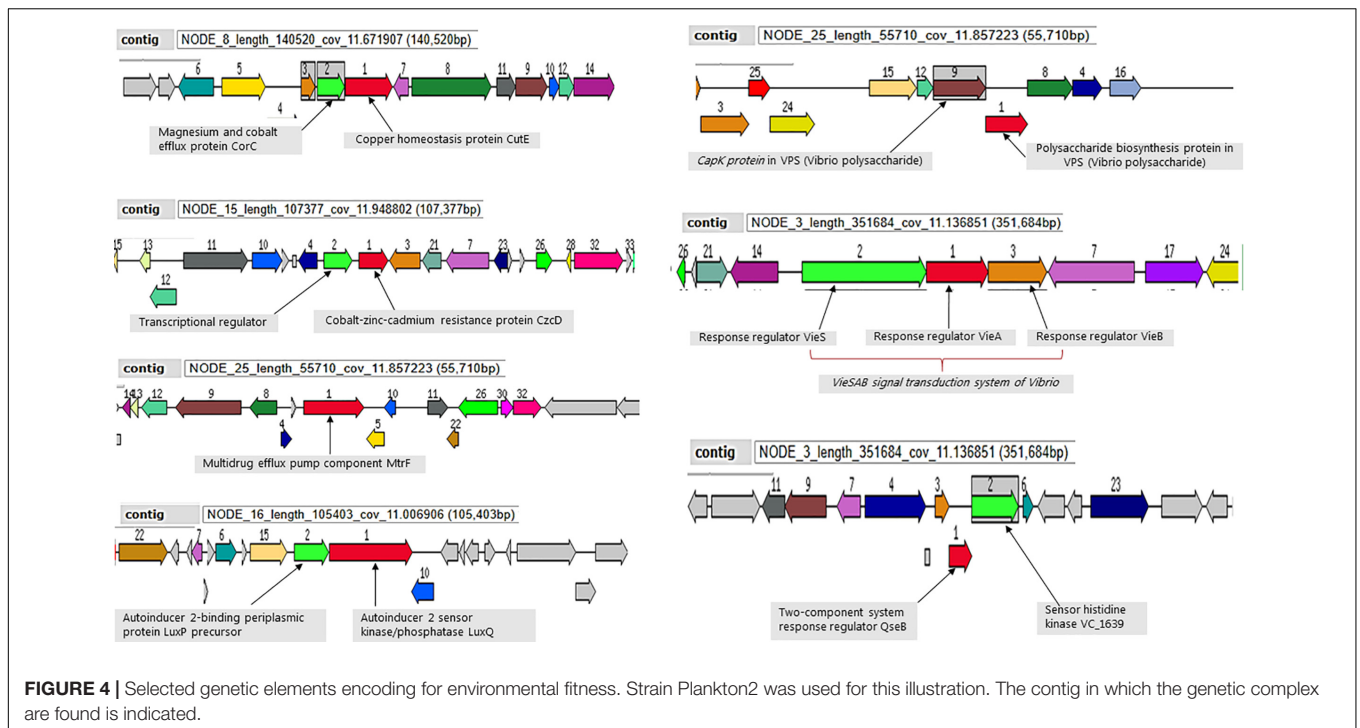 contig NODE_8_length_140520_cov_11.671907 (140,520bp)
6 5 3 2 1 7 8 11 9 10 12 14
4
Magnesium and cobalt
efflux protein CorC
Copper homeostasis protein CutE
contig NODE_15_length_107377_cov_11.948802 (107,377bp)
15 13 11 10 4 2 1 3 21 7 23 26 28 32 33
12
Transcriptional regulator
Cobalt-zinc-cadmium resistance protein CzcD
contig NODE_25_length_55710_cov_11.857223 (55,710bp)
14 13 12 9 8 1 10 11 26 30 32
4 5 22
Multidrug efflux pump component MtrF
contig NODE_16_length_105403_cov_11.006906 (105,403bp)
22 7 6 15 2 1
10
Autoinducer 2-binding periplasmic
protein LuxP precursor
Autoinducer 2 sensor
kinase/phosphatase LuxQ
contig NODE_25_length_55710_cov_11.857223 (55,710bp)
25 15 12 9 8 4 16
3 24 1
CapK protein in VPS (Vibrio polysaccharide)
Polysaccharide biosynthesis protein in
VPS (Vibrio polysaccharide)
contig NODE_3_length_351684_cov_11.136851 (351,684bp)
26 21 14 2 1 3 7 17 24
Response regulator VieS
Response regulator VieA
Response regulator VieB
VieSAB signal transduction system of Vibrio
contig NODE_3_length_351684_cov_11.136851 (351,684bp)
11 9 7 4 3 2 6 23
1
Two-component system
response regulator QseB
Sensor histidine
kinase VC_1639
FIGURE 4 | Selected genetic elements encoding for environmental fitness. Strain Plankton2 was used for this illustration. The contig in which the genetic complex
are found is indicated.